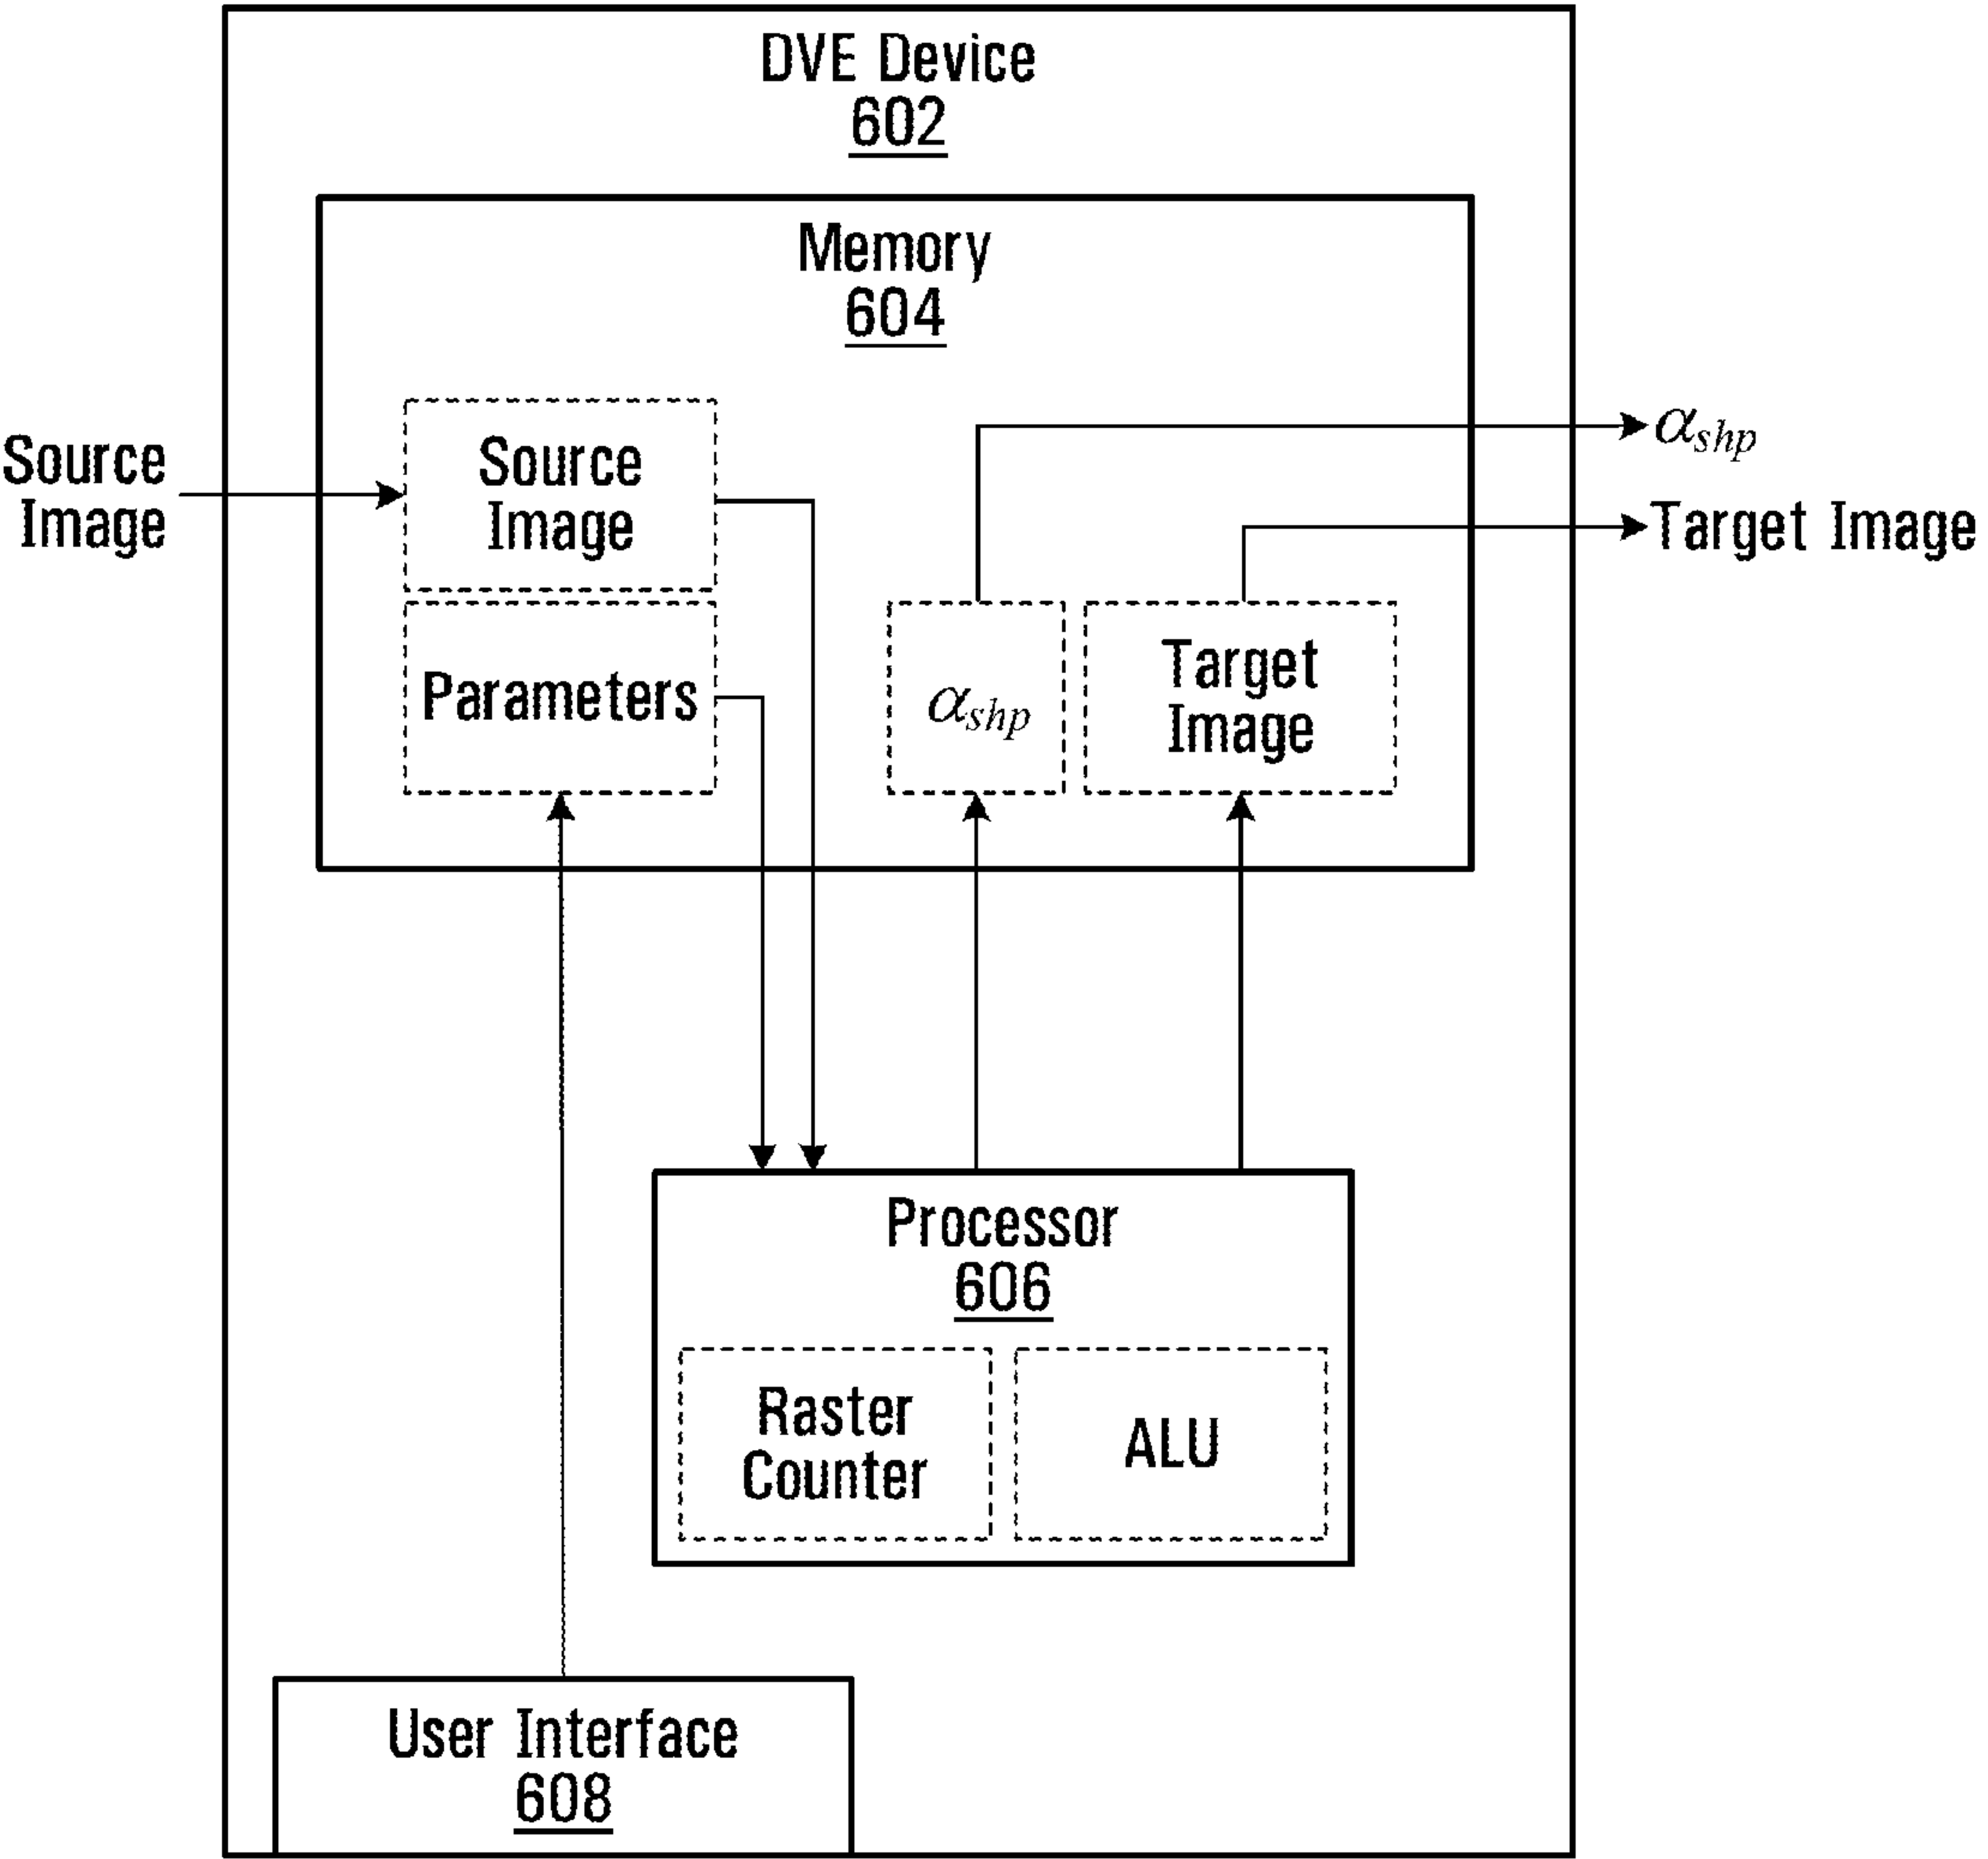 DVE Device
602
Memory
604
Source
Image
Source
Image
Parameters
αshp
Target
Image
αshp
Target Image
Processor
606
Raster
Counter
ALU
User Interface
608